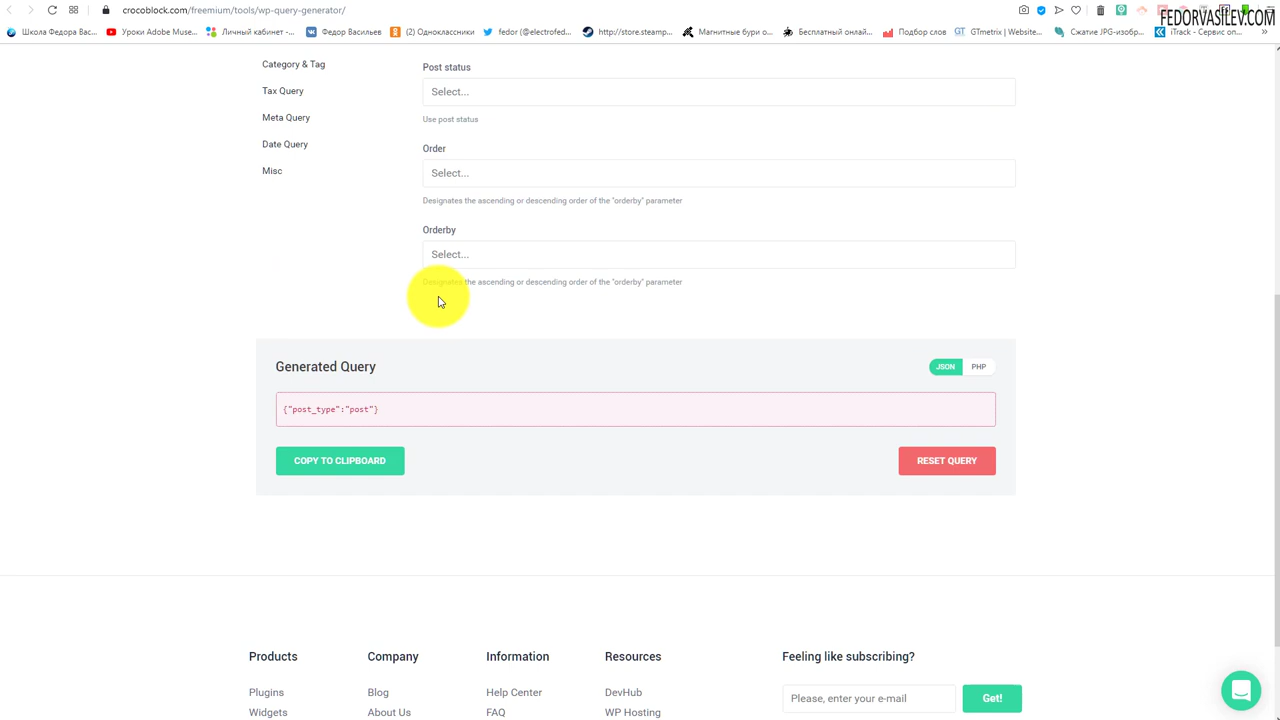 crocoblock.com/freemium/tools/wp-query-generator/
FEDORVASILEV.COM
Школа Федора Вас...
Уроки Adobe Muse...
Личный кабинет -...
Федор Васильев
(2) Одноклассники
fedor (@electrofed...
http://store.steamp...
Магнитные бури о...
Бесплатный онлай...
Подбор слов
GTmetrix | Website...
Сжатие JPG-изобр...
iTrack - Сервис оп...
Category & Tag
Tax Query
Meta Query
Date Query
Misc
Post status
Select...
Use post status
Order
Select...
Designates the ascending or descending order of the "orderby" parameter
Orderby
Select...
Designates the ascending or descending order of the "orderby" parameter
Generated Query
JSON
PHP
{"post_type":"post"}
COPY TO CLIPBOARD
RESET QUERY
Products
Company
Information
Resources
Feeling like subscribing?
Plugins
Blog
Help Center
DevHub
Please, enter your e-mail
Get!
Widgets
About Us
FAQ
WP Hosting